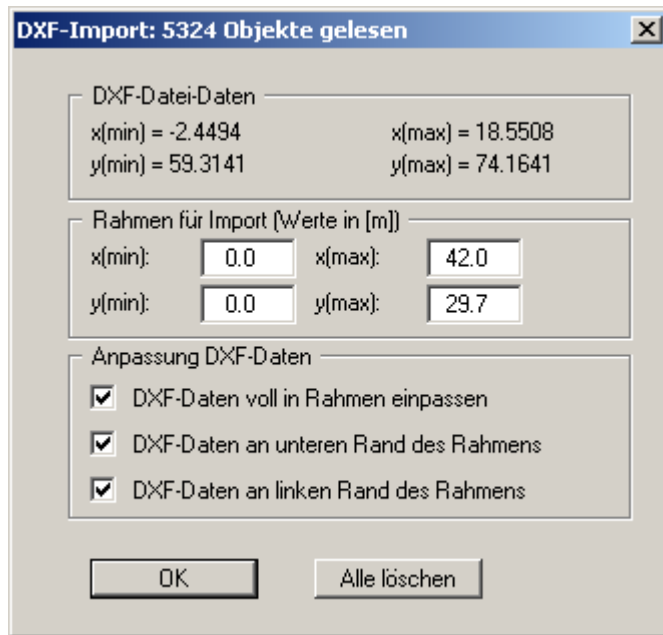 DXF-Import: 5324 Objekte gelesen
DXF-Datei-Daten
x(min) = -2.4494 x(max) = 18.5508
y(min) = 59.3141 y(max) = 74.1641
Rahmen für Import (Werte in [m])
x(min): 0.0 x(max): 42.0
y(min): 0.0 y(max): 29.7
Anpassung DXF-Daten
DXF-Daten voll in Rahmen einpassen
DXF-Daten an unteren Rand des Rahmens
DXF-Daten an linken Rand des Rahmens
OK Alle löschen